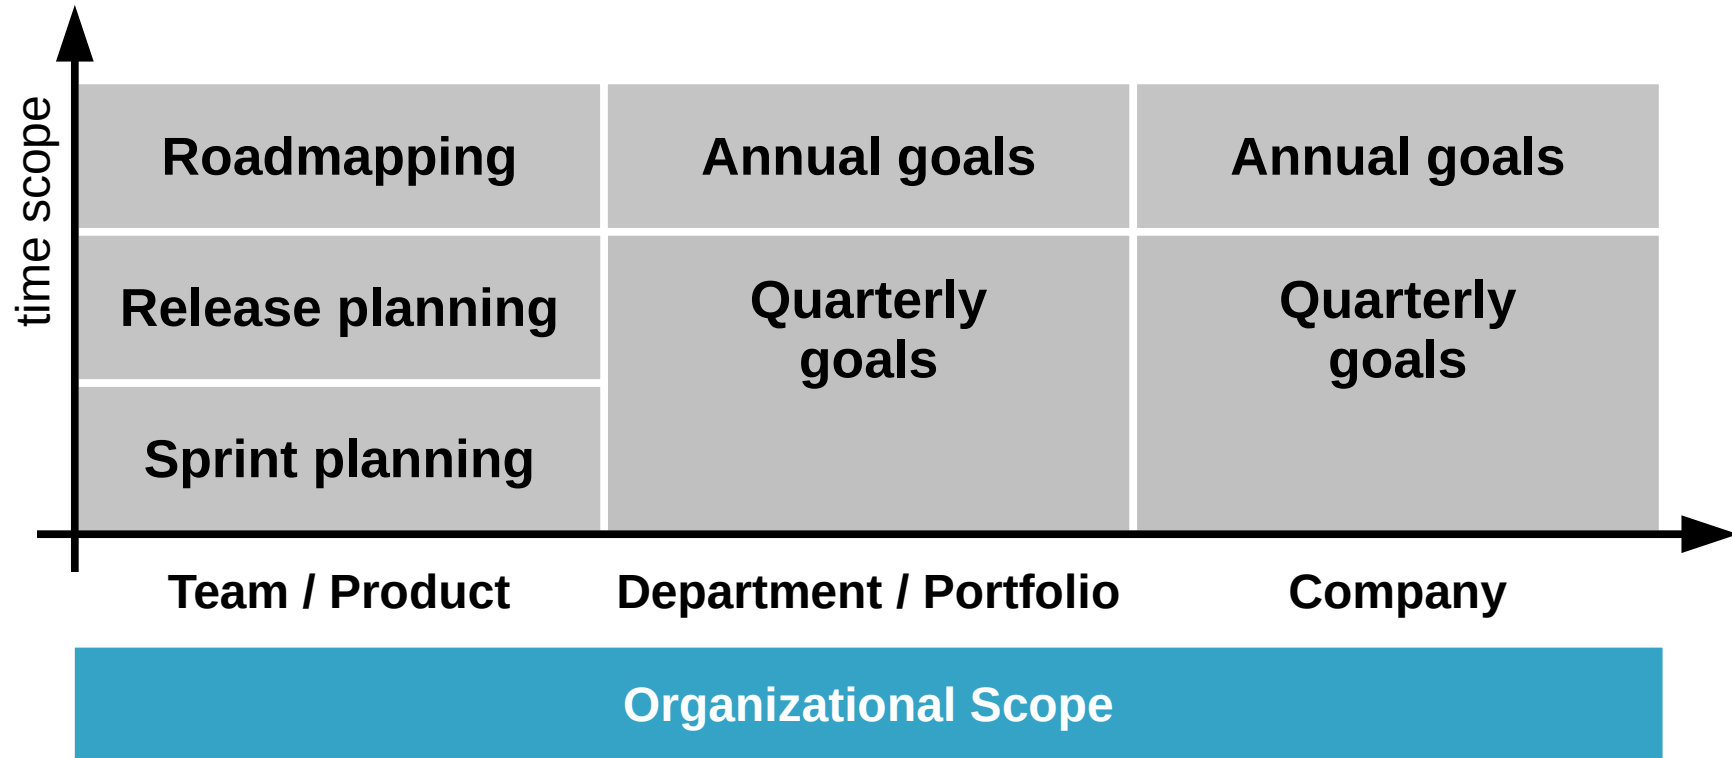 time scope
Roadmapping
Annual goals
Annual goals
Release planning
Quarterly
goals
Quarterly
goals
Sprint planning
Team / Product
Department / Portfolio
Company
Organizational Scope